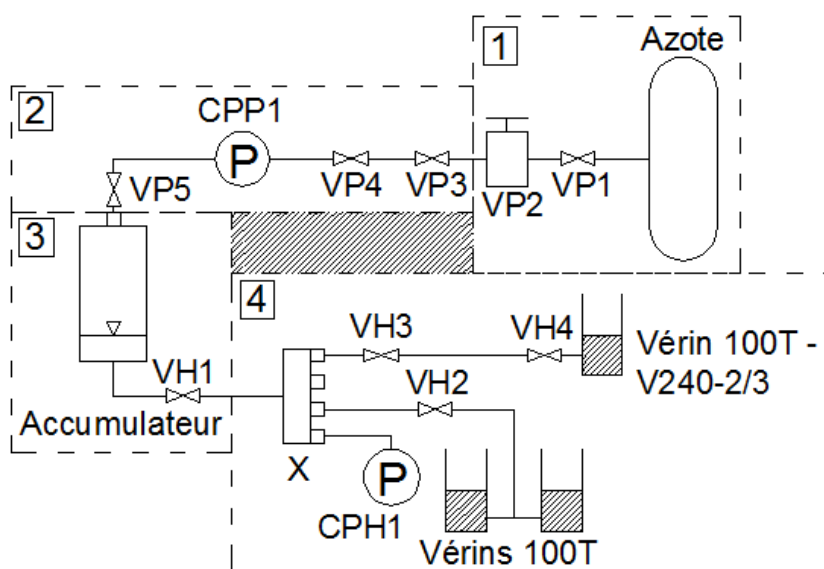 1
Azote
2
CPP1
P
VP5
VP4
VP3
VP2
VP1
3
4
VH3
VH4
Vérin 100T -
V240-2/3
VH1
VH2
Accumulateur
X
P
CPH1
Vérins 100T